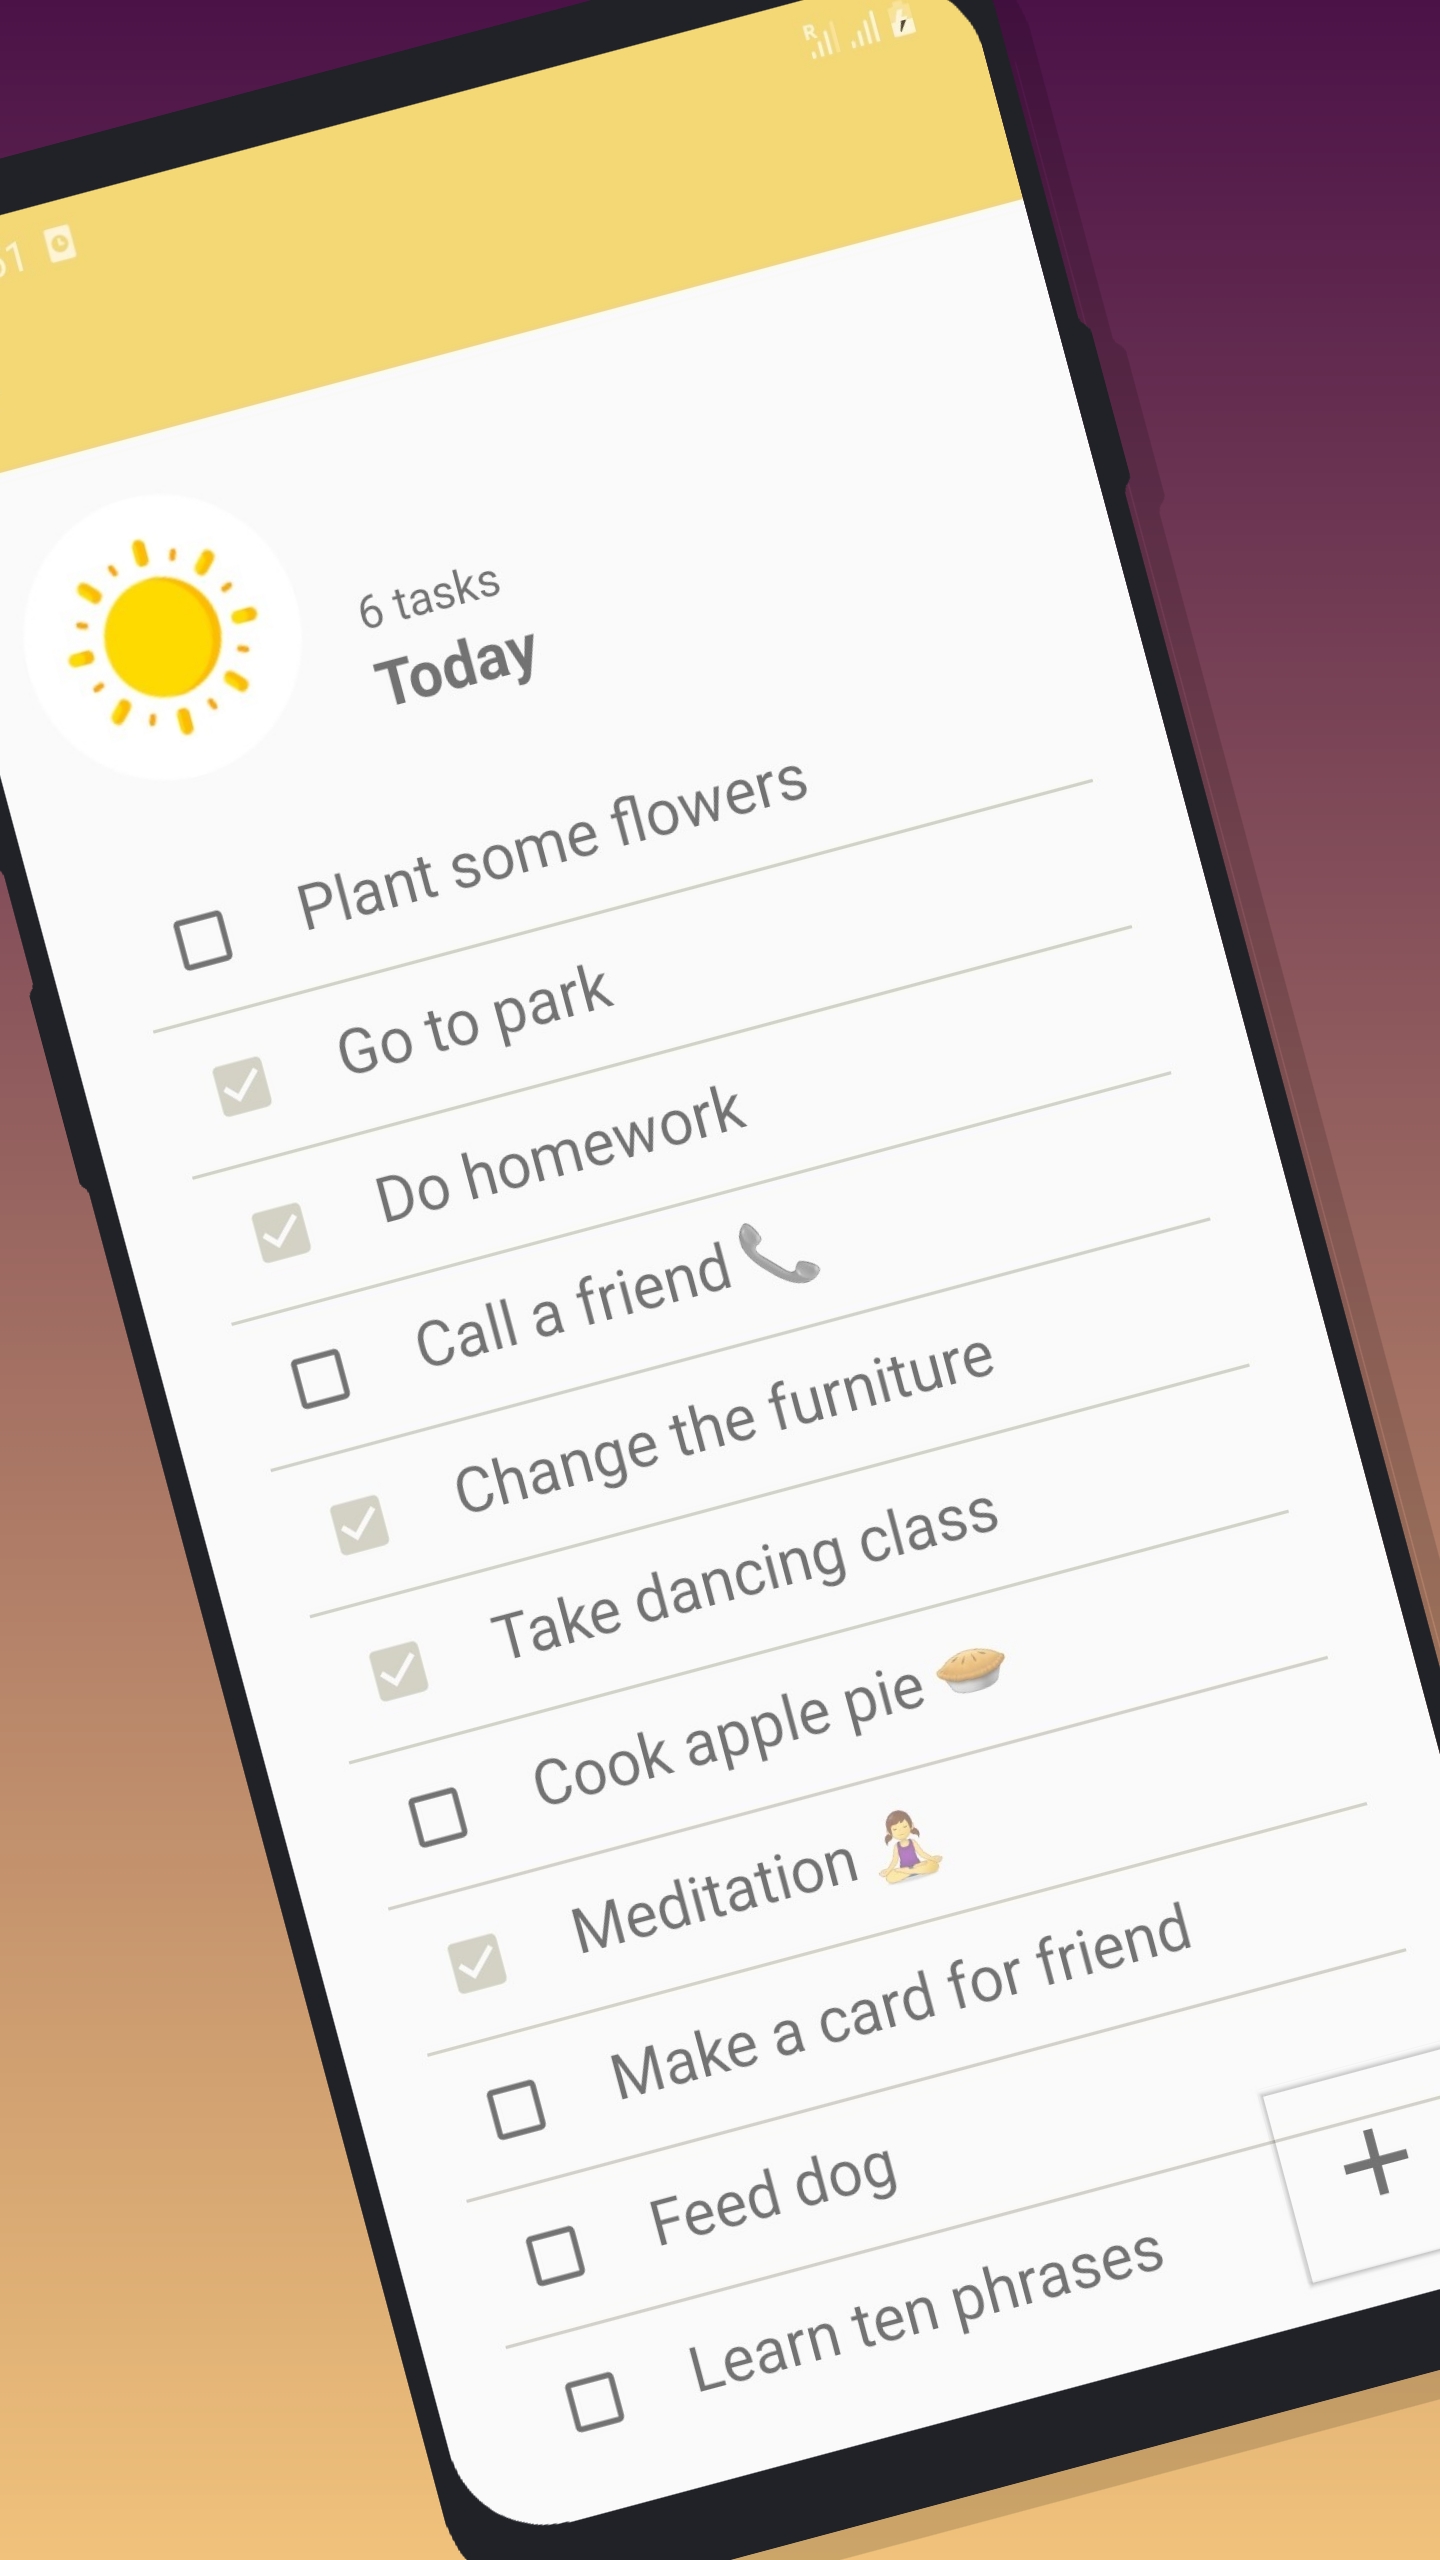 R
51
6 tasks
Today
Plant some flowers
Go to park
Do homework
Call a friend 📞
Change the furniture
Take dancing class
Cook apple pie 🥧
Meditation 🧘‍♀️
Make a card for friend
Feed dog
Learn ten phrases
+